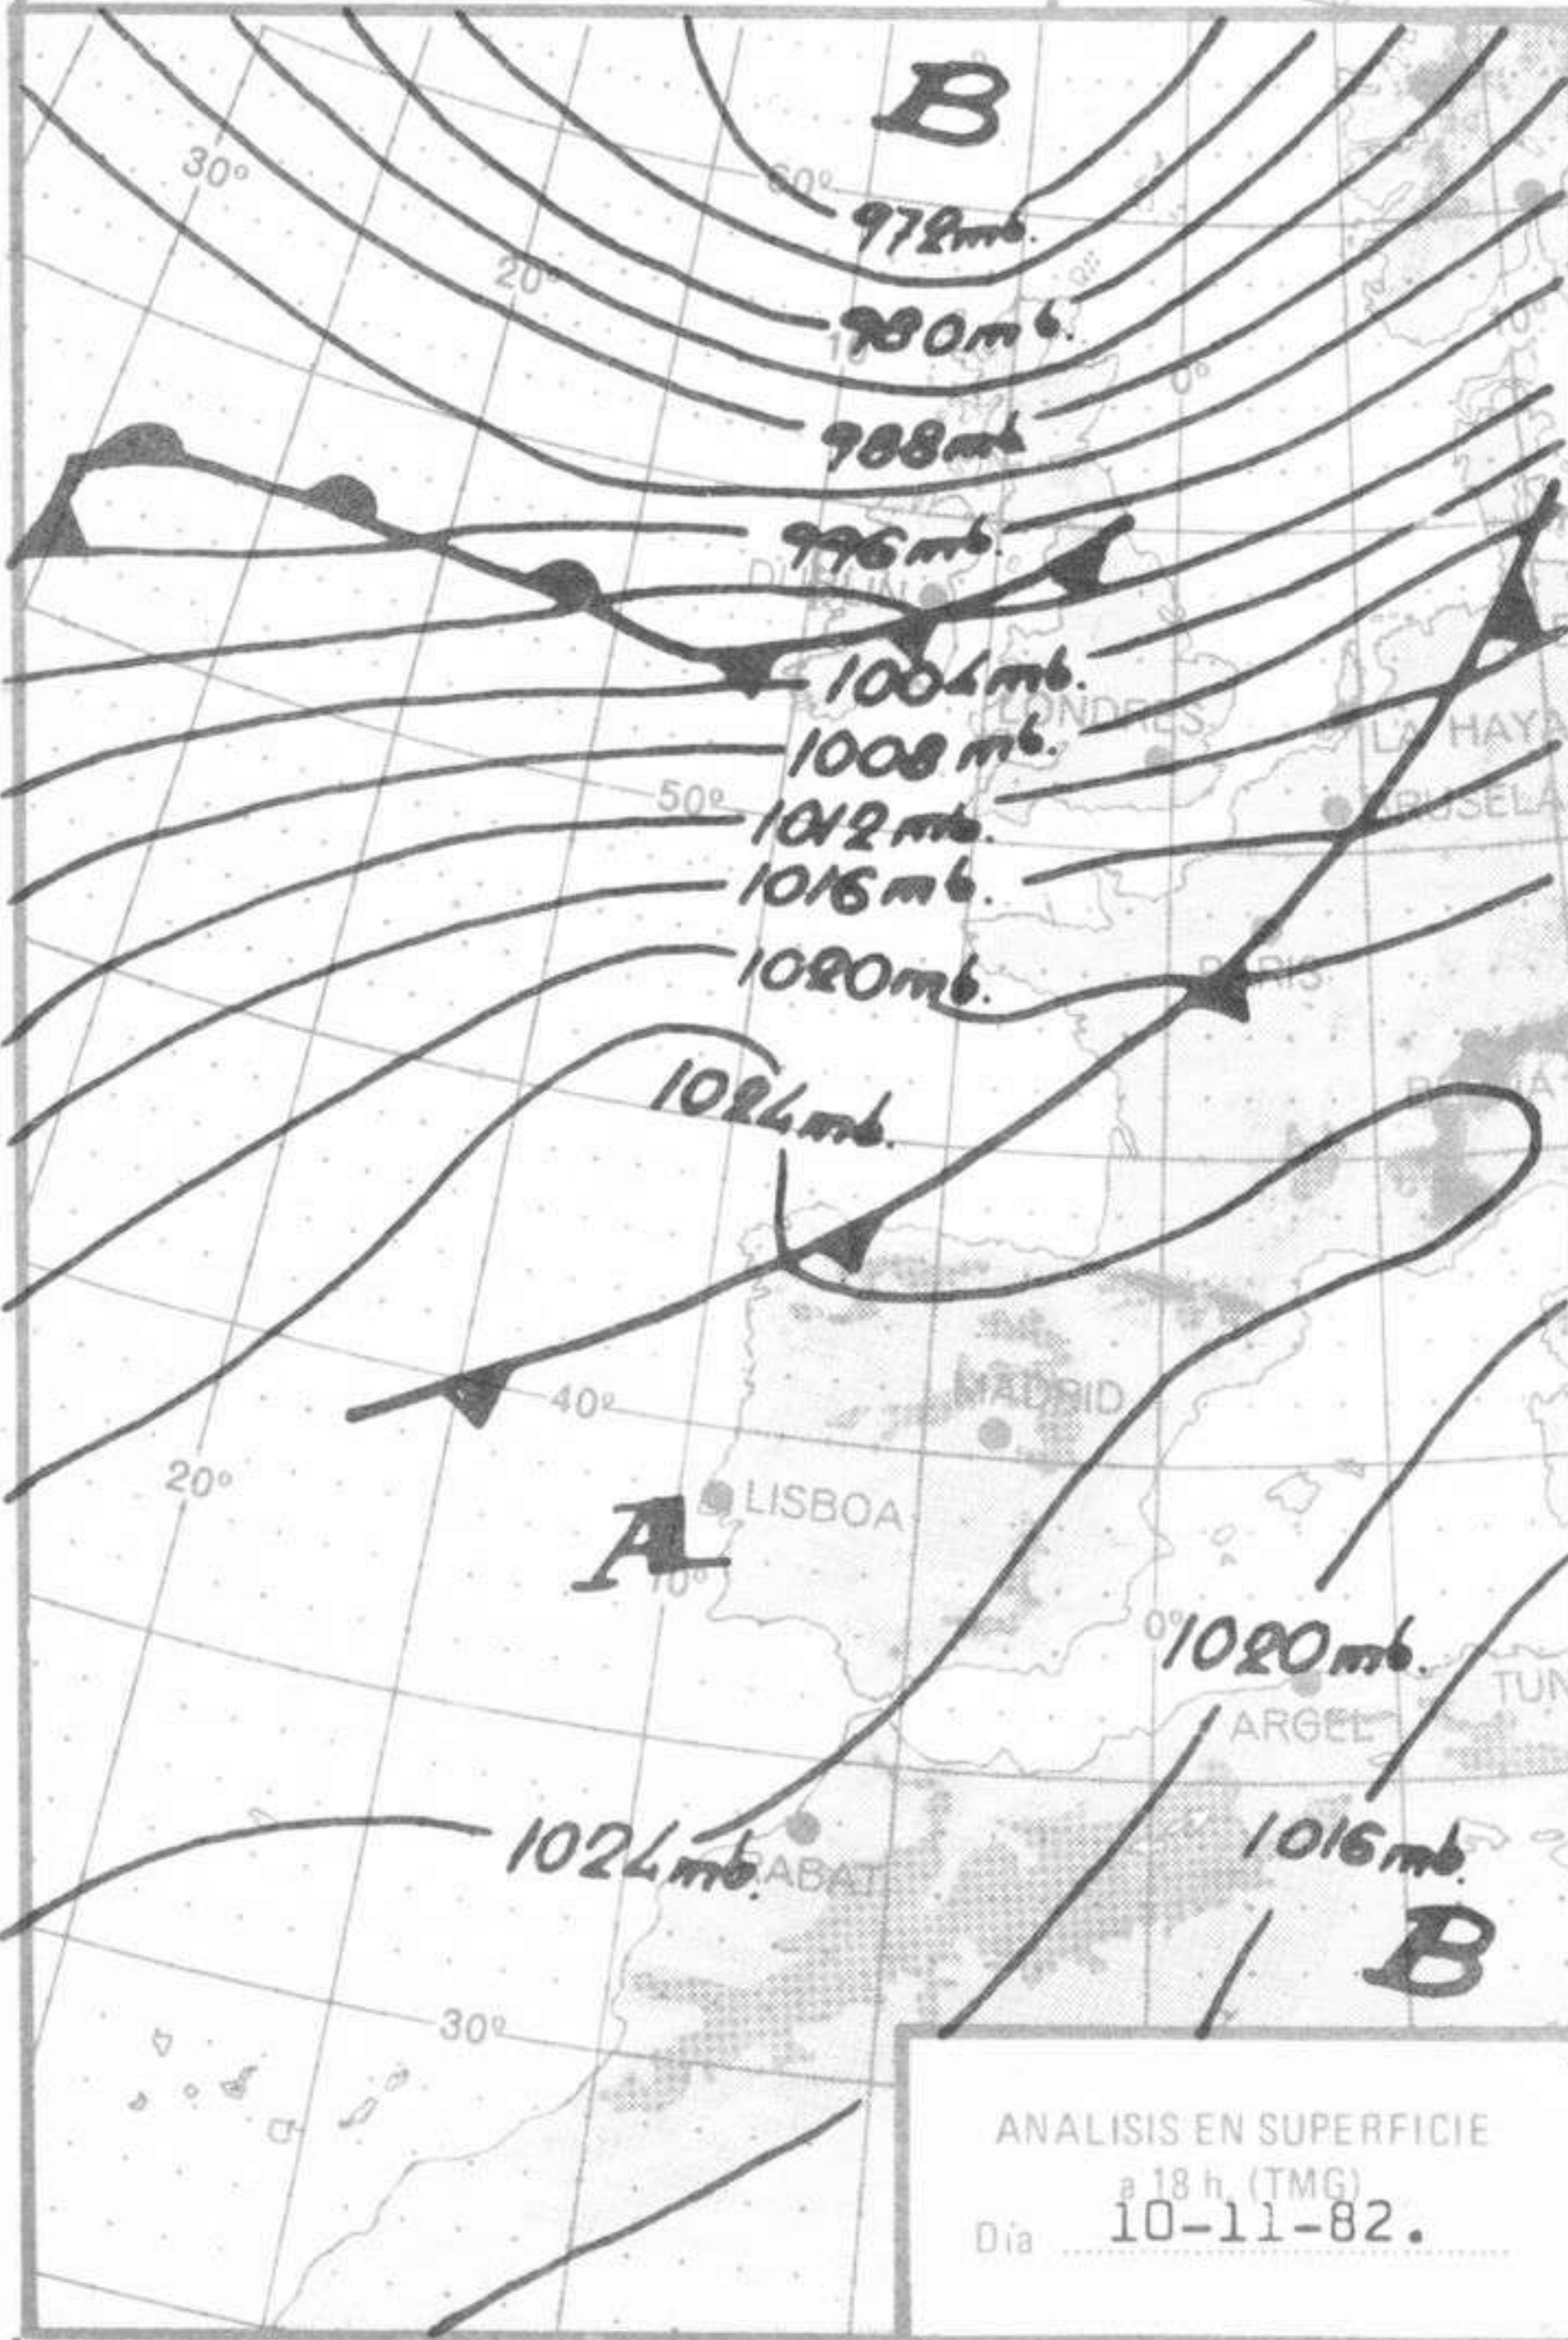 B
30°
60°
972mb.
20°
980mb.
10°
0°
988mb
996mb.
DUBLIN
1004mb.
LONDRES
LA HAYA
1008mb.
50°
BRUSELA
1012mb.
1016mb.
PARIS
1020mb.
1024mb.
40°
MADRID
20°
LISBOA
A
10°
0°
1020mb.
TUN
ARGEL
1024mb.
RABAT
1016mb.
B
30°
ANALISIS EN SUPERFICIE
a 18 h. (TMG)
Día 10-11-82.